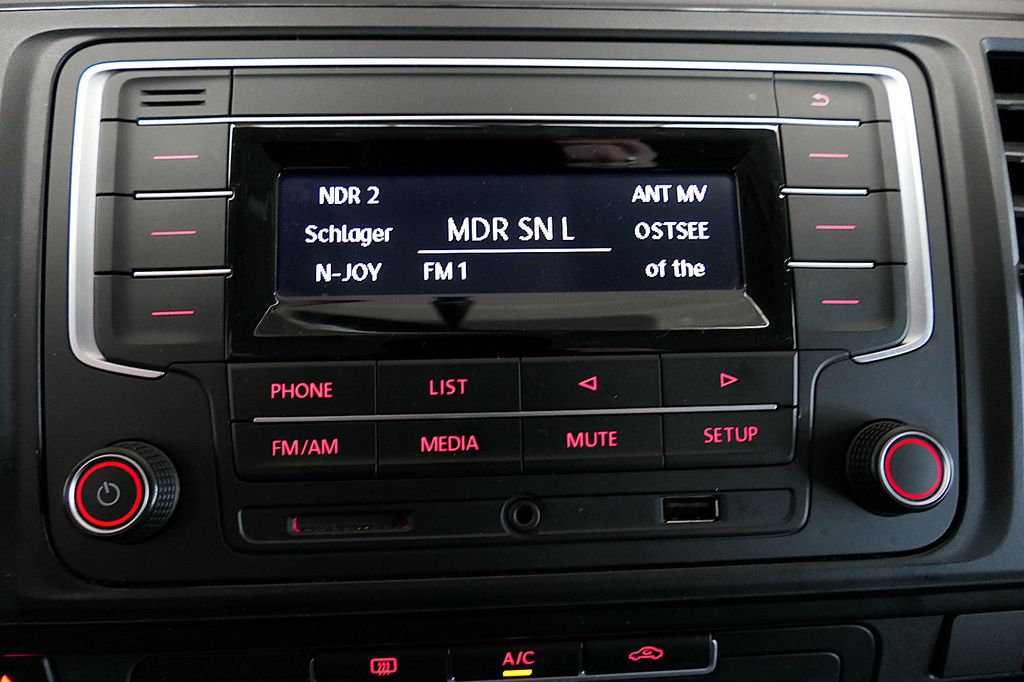 NDR 2
ANT MV
Schlager
MDR SN L
OSTSEE
N-JOY
FM 1
of the
PHONE
LIST
FM/AM
MEDIA
MUTE
SETUP
A/C